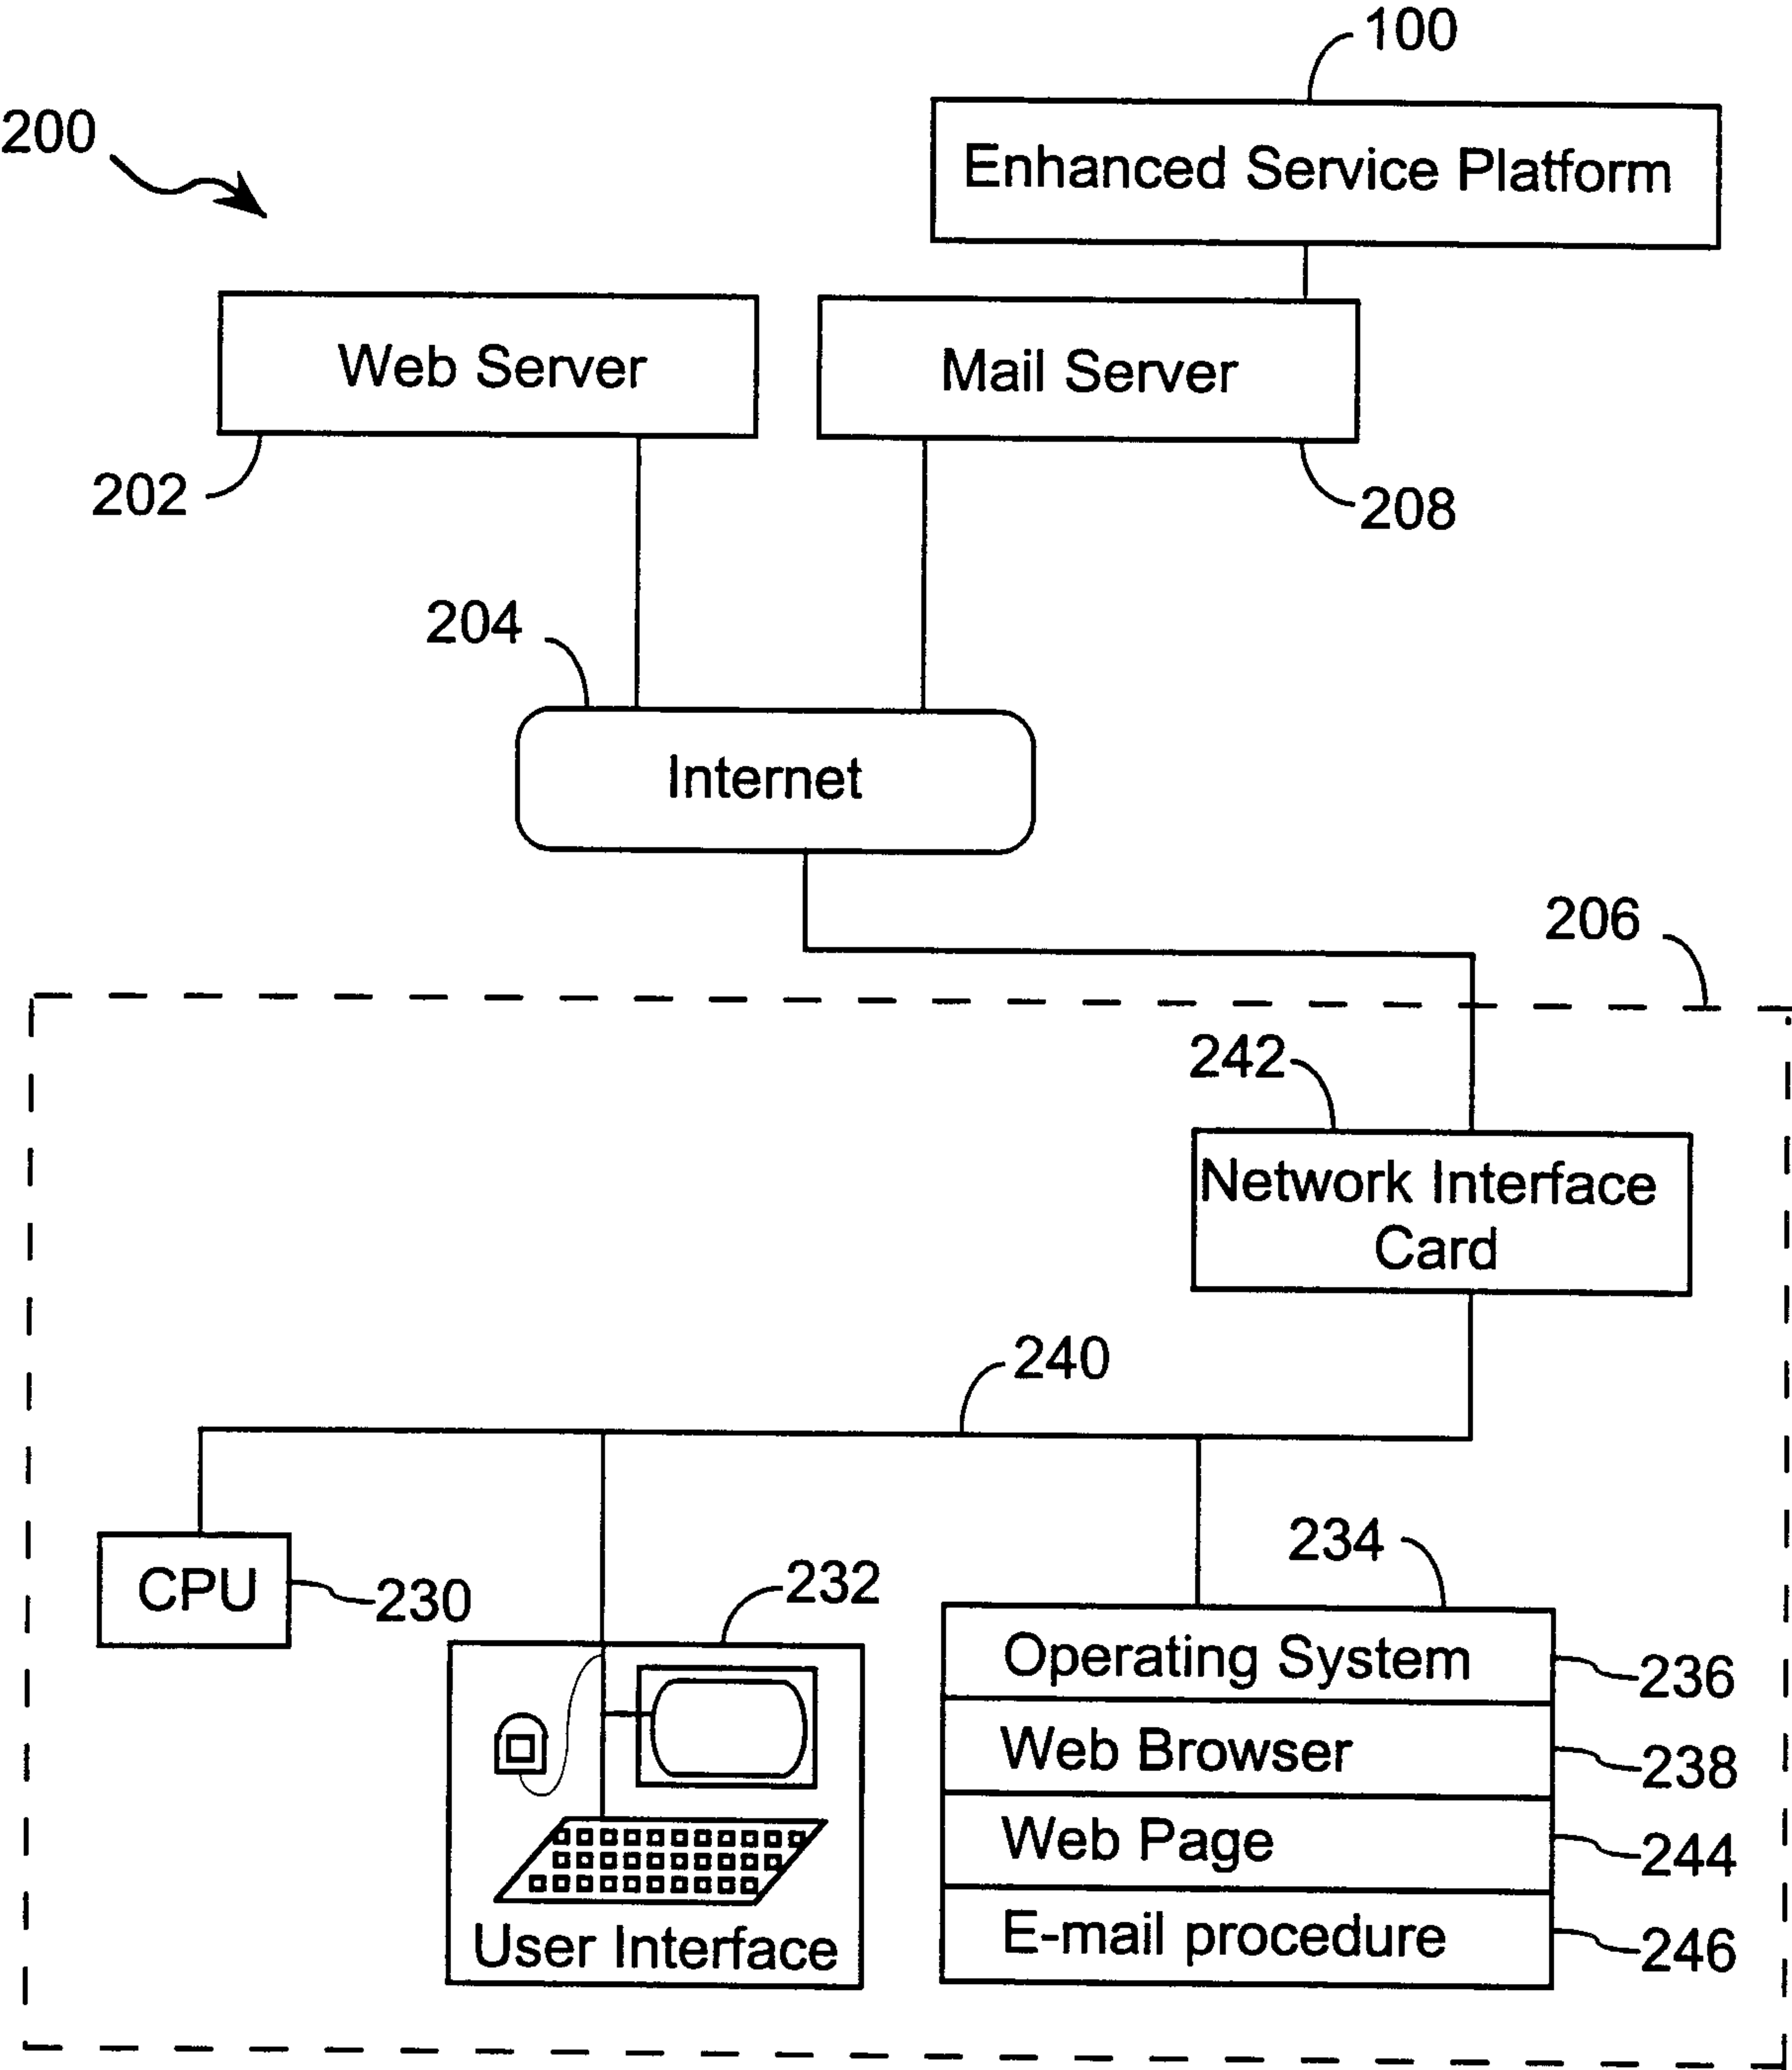 100
200
Enhanced Service Platform
Web Server
Mail Server
202
208
204
Internet
206
242
Network Interface
Card
240
234
CPU
230
232
Operating System
236
Web Browser
238
Web Page
244
E-mail procedure
246
User Interface